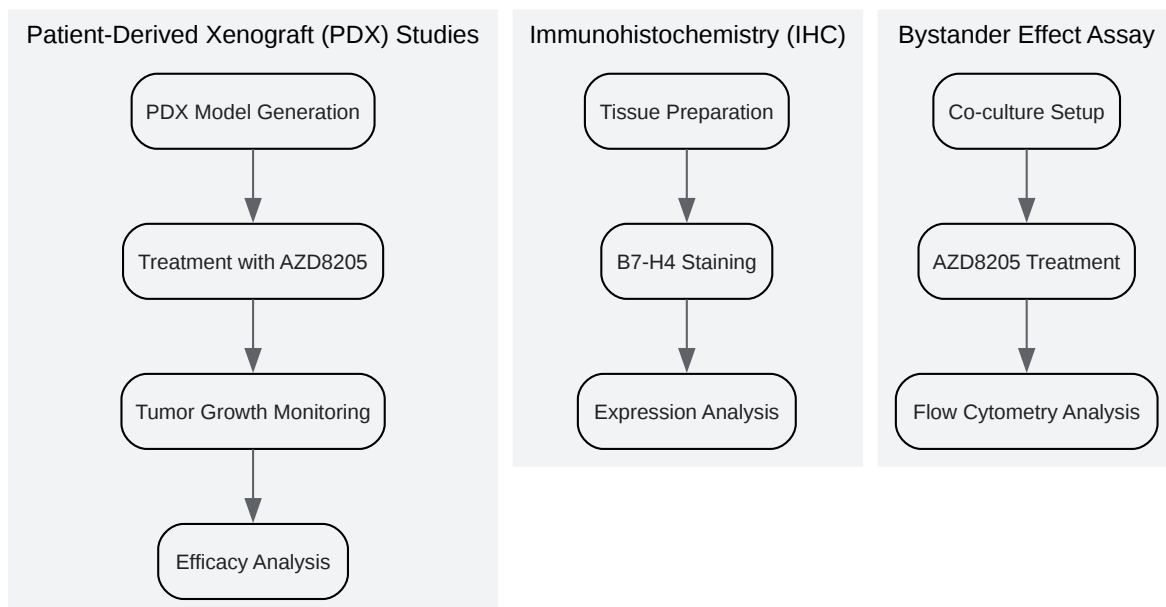 Patient-Derived Xenograft (PDX) Studies
PDX Model Generation
Treatment with AZD8205
Tumor Growth Monitoring
Efficacy Analysis
Immunohistochemistry (IHC)
Tissue Preparation
B7-H4 Staining
Expression Analysis
Bystander Effect Assay
Co-culture Setup
AZD8205 Treatment
Flow Cytometry Analysis